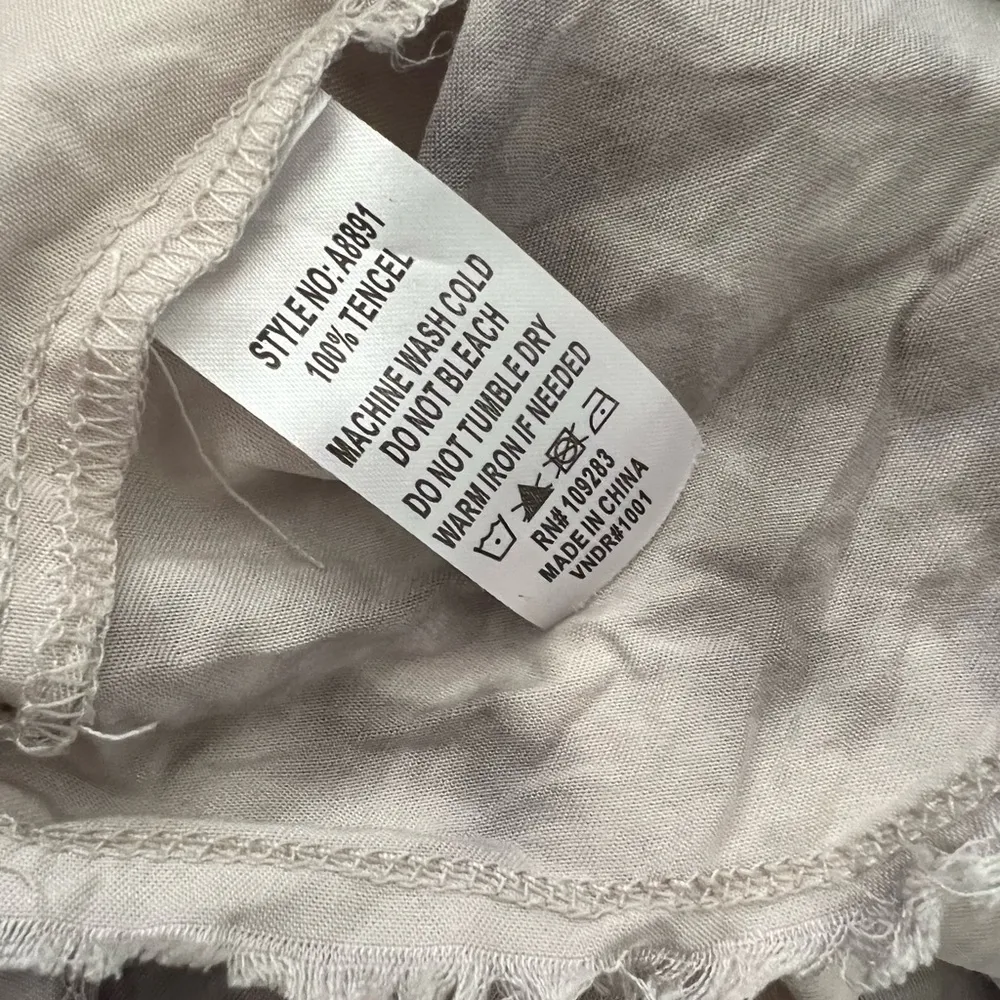 STYLE NO: A8891
100% TENCEL
MACHINE WASH COLD
DO NOT BLEACH
DO NOT TUMBLE DRY
WARM IRON IF NEEDED
RN# 109283
MADE IN CHINA
VNDR#1001